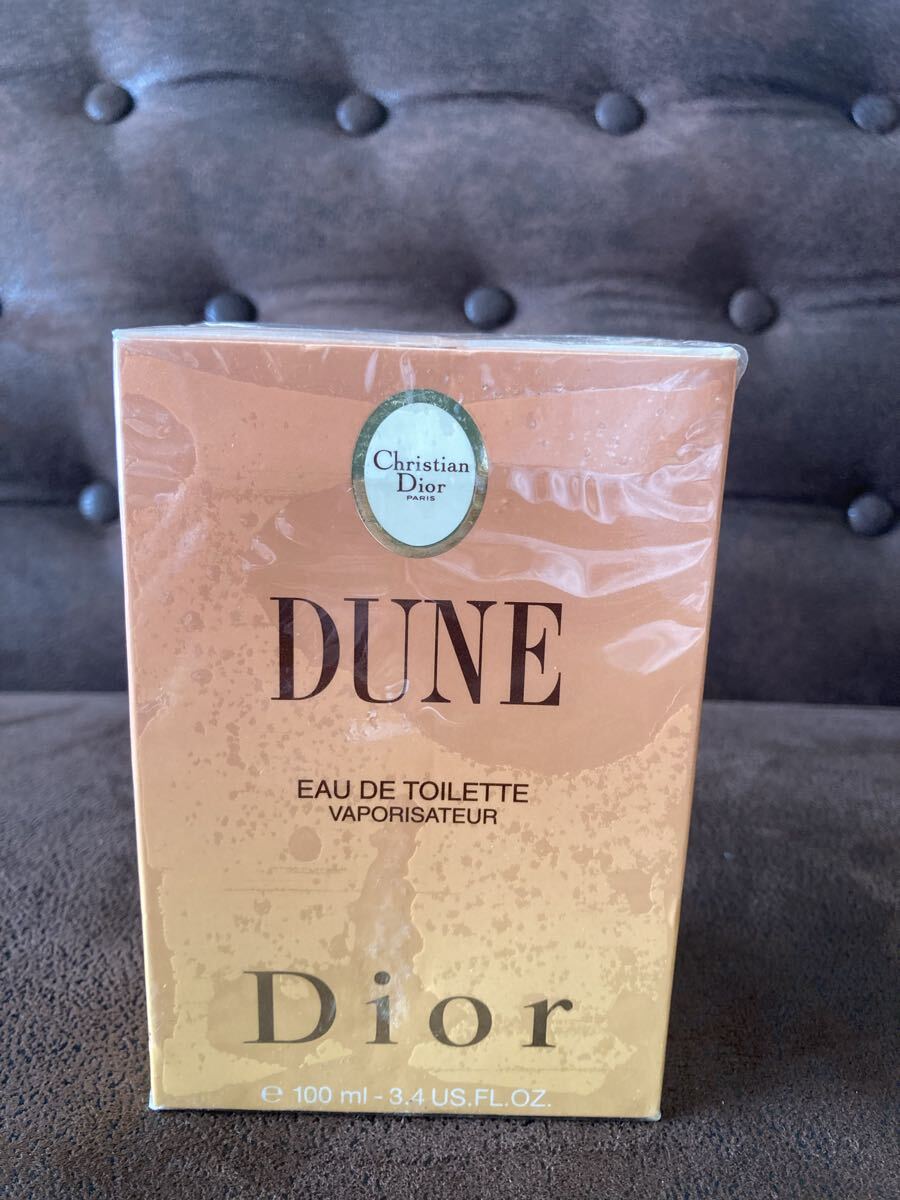 Christian
Dior
PARIS
DUNE
EAU DE TOILETTE
VAPORISATEUR
Dior
℮ 100 ml - 3.4 US.FL.OZ.